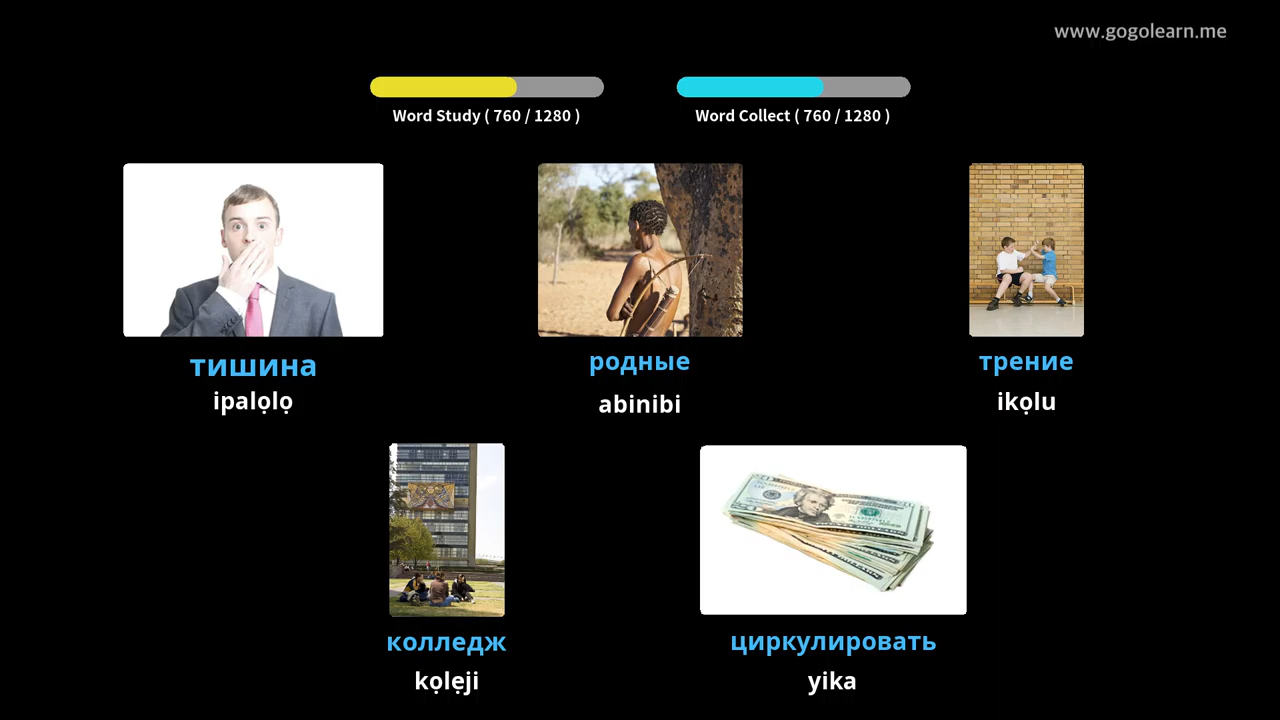 www.gogolearn.me
Word Study ( 760 / 1280 )
Word Collect ( 760 / 1280 )
тишина
ipalọlọ
родные
abinibi
трение
ikọlu
колледж
kọlẹji
циркулировать
yika